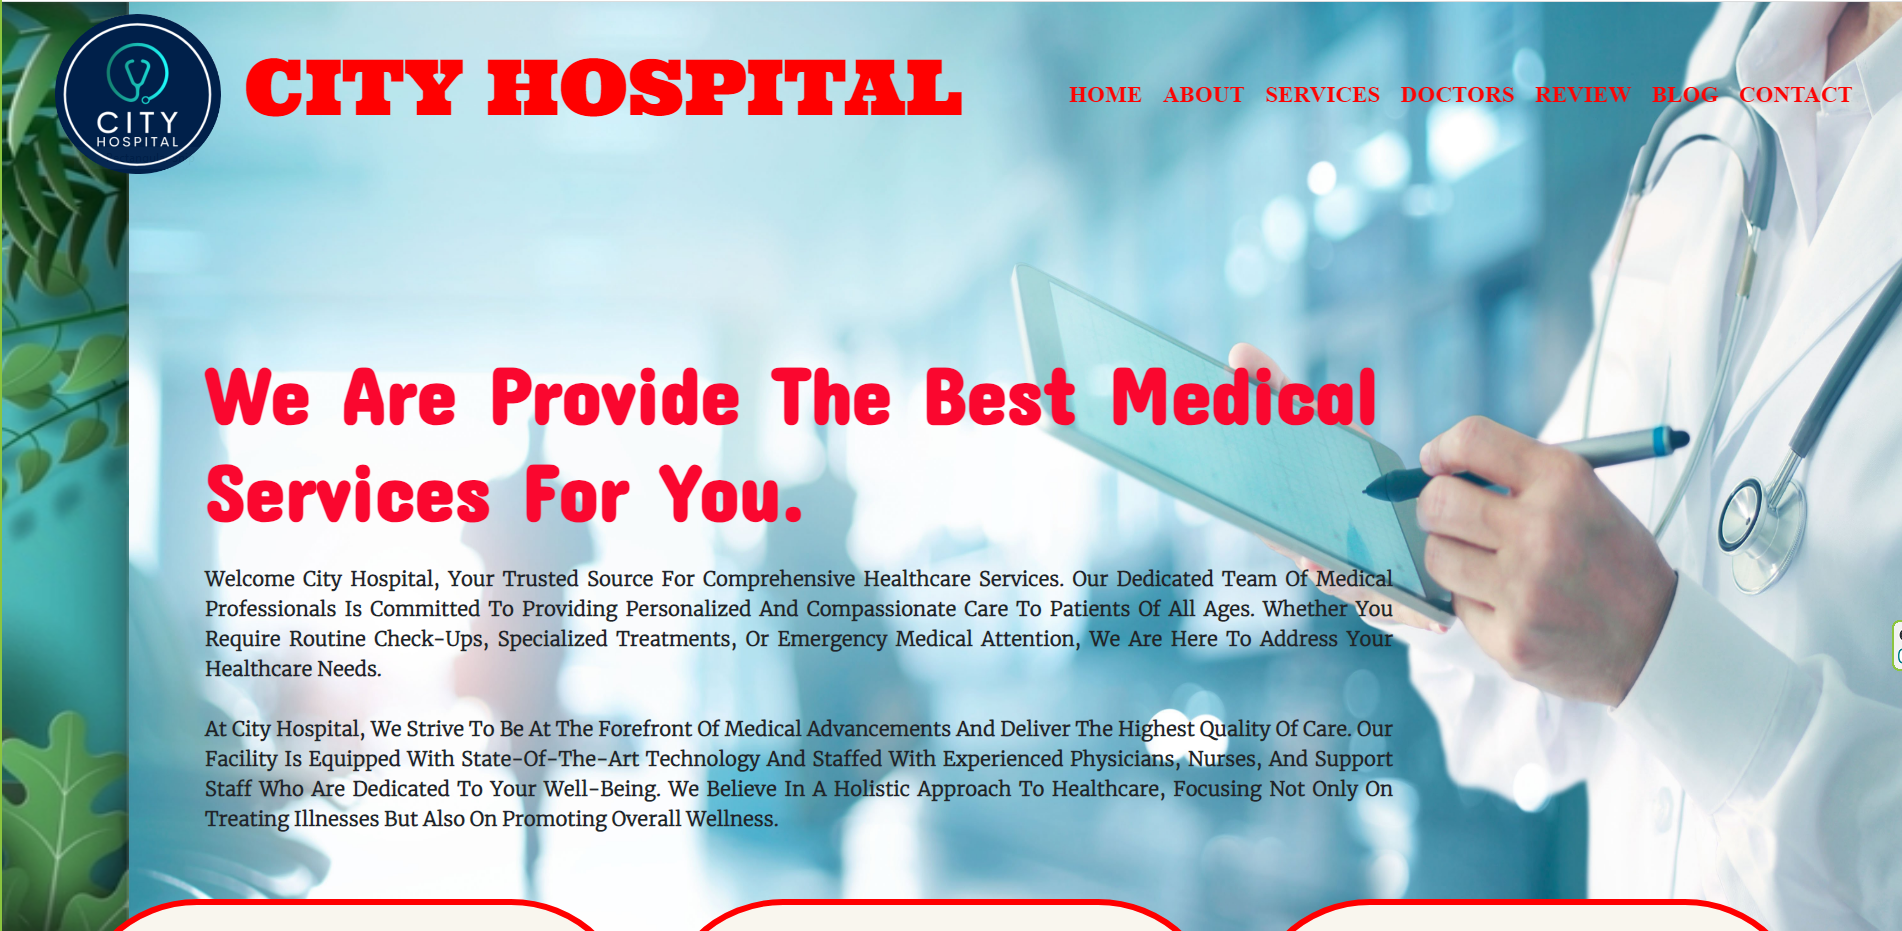 CITY
HOSPITAL
CITY HOSPITAL
HOME ABOUT SERVICES DOCTORS REVIEW BLOG CONTACT
We Are Provide The Best Medical
Services For You.
Welcome City Hospital, Your Trusted Source For Comprehensive Healthcare Services. Our Dedicated Team Of Medical
Professionals Is Committed To Providing Personalized And Compassionate Care To Patients Of All Ages. Whether You
Require Routine Check-Ups, Specialized Treatments, Or Emergency Medical Attention, We Are Here To Address Your
Healthcare Needs.
At City Hospital, We Strive To Be At The Forefront Of Medical Advancements And Deliver The Highest Quality Of Care. Our
Facility Is Equipped With State-Of-The-Art Technology And Staffed With Experienced Physicians, Nurses, And Support
Staff Who Are Dedicated To Your Well-Being. We Believe In A Holistic Approach To Healthcare, Focusing Not Only On
Treating Illnesses But Also On Promoting Overall Wellness.